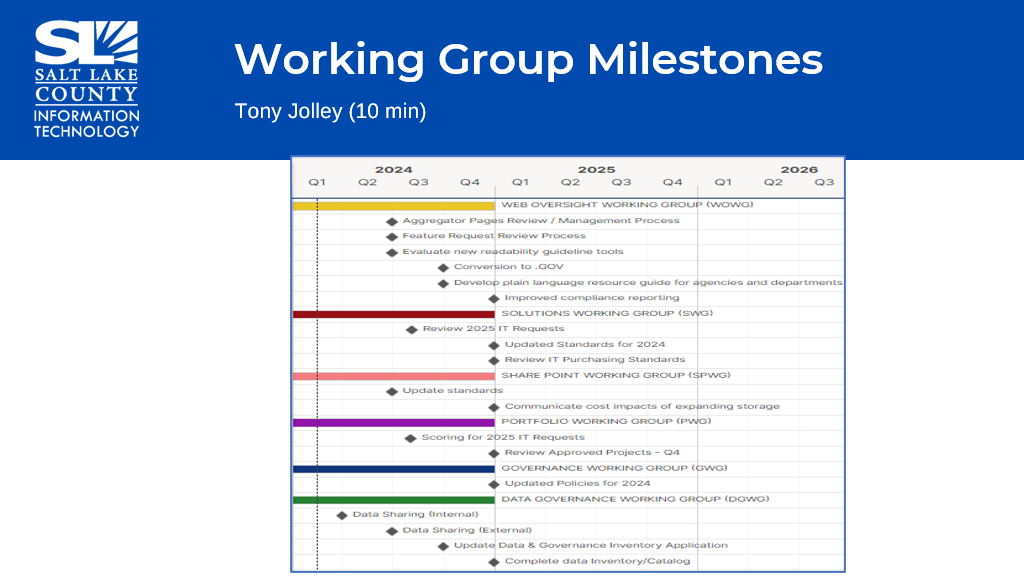 SL
SALT LAKE
COUNTY
INFORMATION
TECHNOLOGY
Working Group Milestones
Tony Jolley (10 min)
2024 2025 2026
Q1 Q2 Q3 Q4 Q1 Q2 Q3 Q4 Q1 Q2 Q3
WEB OVERSIGHT WORKING GROUP (WOWG)
Aggregator Pages Review / Management Process
Feature Request Review Process
Evaluate new readability guideline tools
Conversion to .GOV
Develop plain language resource guide for agencies and departments
Improved compliance reporting
SOLUTIONS WORKING GROUP (SWG)
Review 2025 IT Requests
Updated Standards for 2024
Review IT Purchasing Standards
SHARE POINT WORKING GROUP (SPWG)
Update standards
Communicate cost impacts of expanding storage
PORTFOLIO WORKING GROUP (PWG)
Scoring for 2025 IT Requests
Review Approved Projects - Q4
GOVERNANCE WORKING GROUP (GWG)
Updated Policies for 2024
DATA GOVERNANCE WORKING GROUP (DGWG)
Data Sharing (Internal)
Data Sharing (External)
Update Data & Governance Inventory Application
Complete data Inventory/Catalog